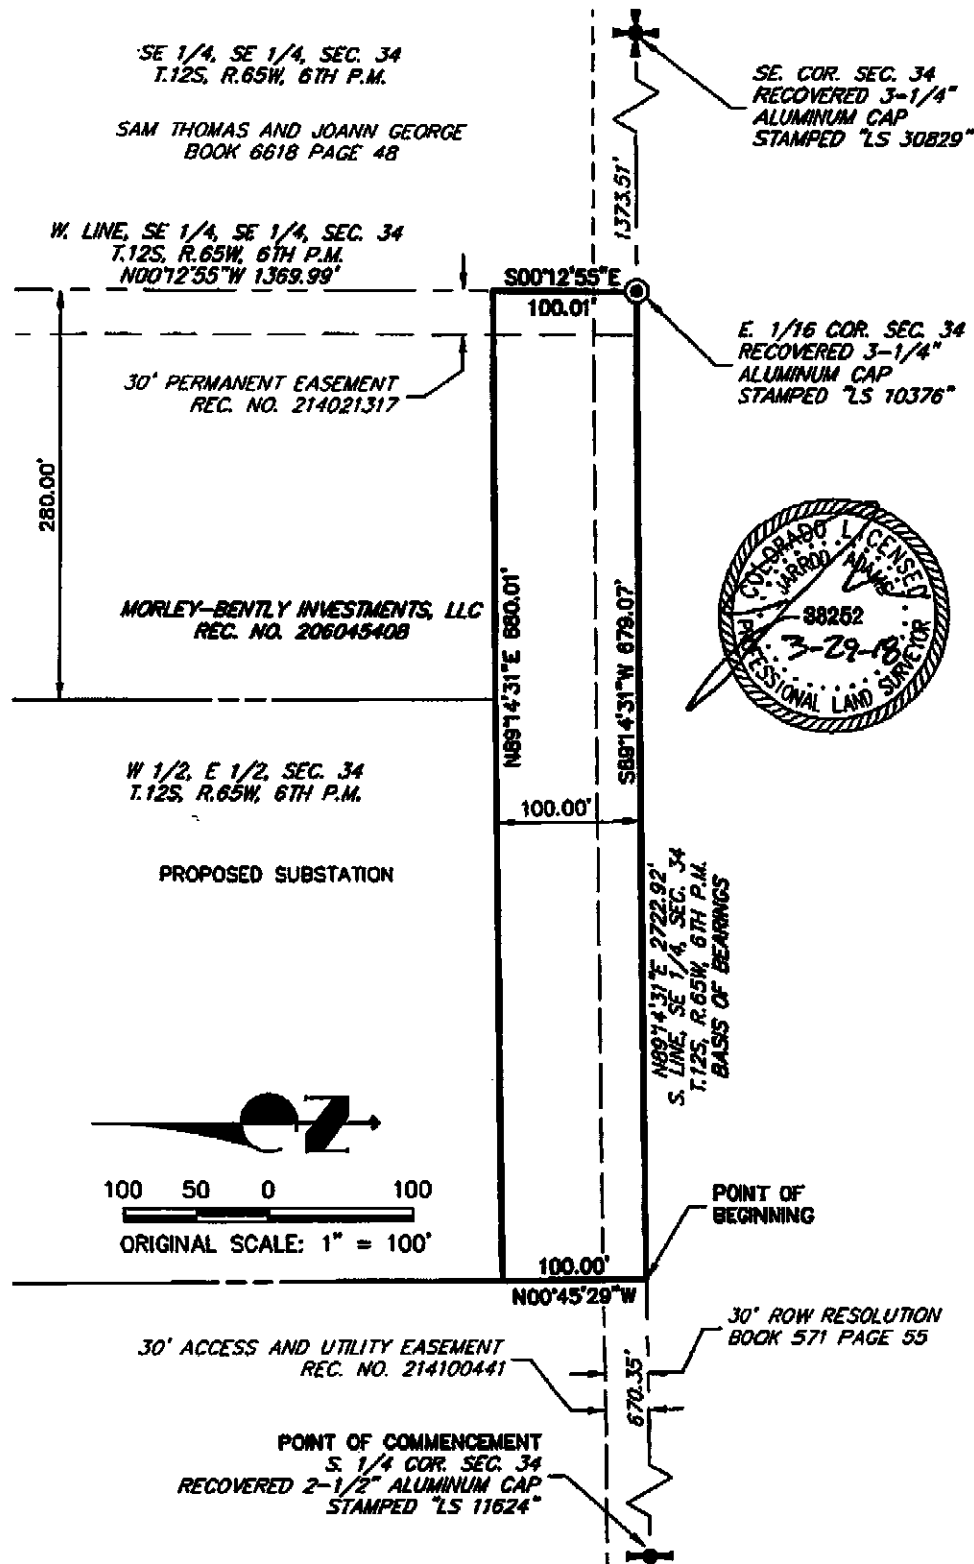 SE 1/4, SE 1/4, SEC. 34
T.12S, R.65W, 6TH P.M.
SAM THOMAS AND JOANN GEORGE
BOOK 6618 PAGE 48
SE. COR. SEC. 34
RECOVERED 3-1/4"
ALUMINUM CAP
STAMPED "LS 30829"
1373.51'
W. LINE, SE 1/4, SE 1/4, SEC. 34
T.12S, R.65W, 6TH P.M.
N00°12'55"W 1369.99'
S00°12'55"E
100.01'
E. 1/16 COR. SEC. 34
RECOVERED 3-1/4"
ALUMINUM CAP
STAMPED "LS 10376"
30' PERMANENT EASEMENT
REC. NO. 214021317
280.00'
MORLEY-BENTLY INVESTMENTS, LLC
REC. NO. 206045408
N89°14'31"E 680.01'
S89°14'31"W 679.07'
COLORADO LICENSED
JARROD ADAMS
38252
3-29-18
PROFESSIONAL LAND SURVEYOR
W 1/2, E 1/2, SEC. 34
T.12S, R.65W, 6TH P.M.
100.00'
PROPOSED SUBSTATION
N89°14'31"E 2722.92'
S. LINE, SE 1/4, SEC. 34
T.12S, R.65W, 6TH P.M.
BASIS OF BEARINGS
N
100 50 0 100
ORIGINAL SCALE: 1" = 100'
POINT OF
BEGINNING
100.00'
N00°45'29"W
30' ROW RESOLUTION
BOOK 571 PAGE 55
30' ACCESS AND UTILITY EASEMENT
REC. NO. 214100441
670.35'
POINT OF COMMENCEMENT
S. 1/4 COR. SEC. 34
RECOVERED 2-1/2" ALUMINUM CAP
STAMPED "LS 11624"